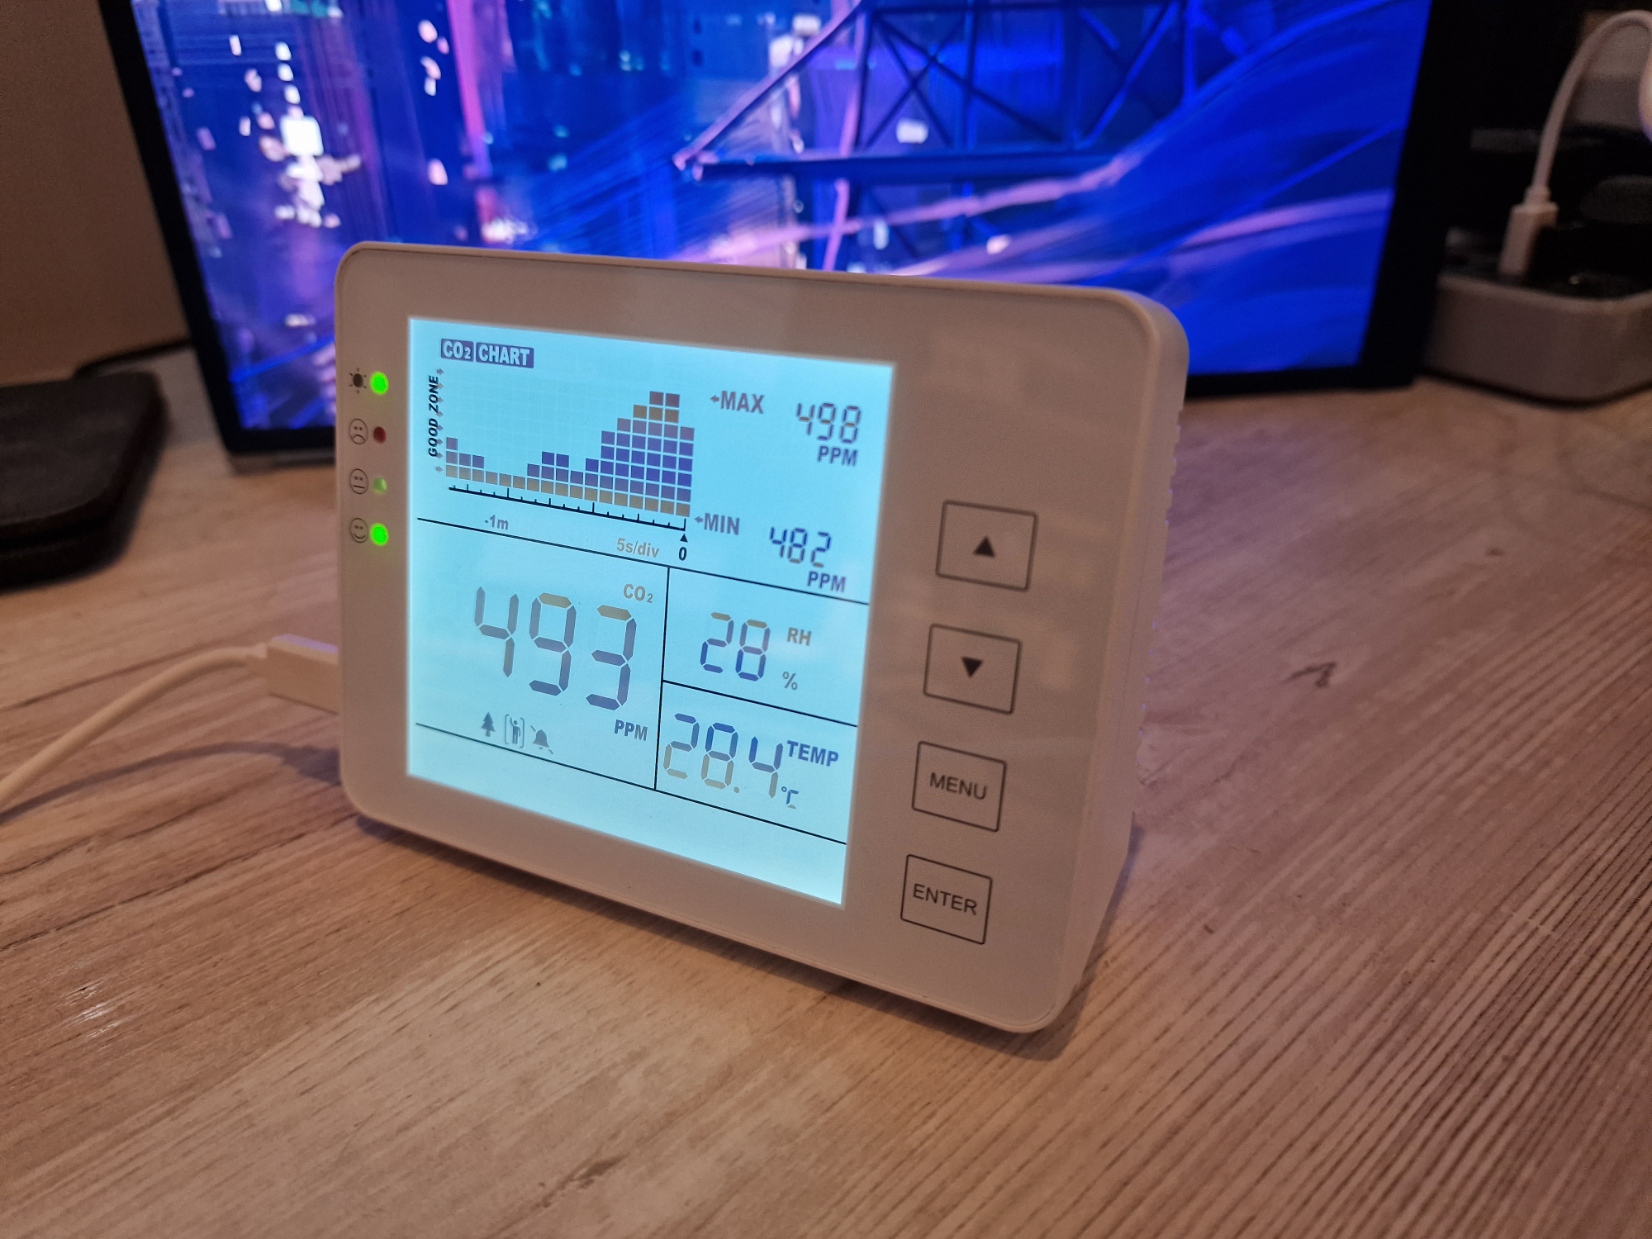 CO₂ CHART
GOOD ZONE
MAX 498
PPM
MIN 482
PPM
-1m
5s/div 0
CO₂
493
PPM
28 RH
%
28.4 TEMP
℃
MENU
ENTER